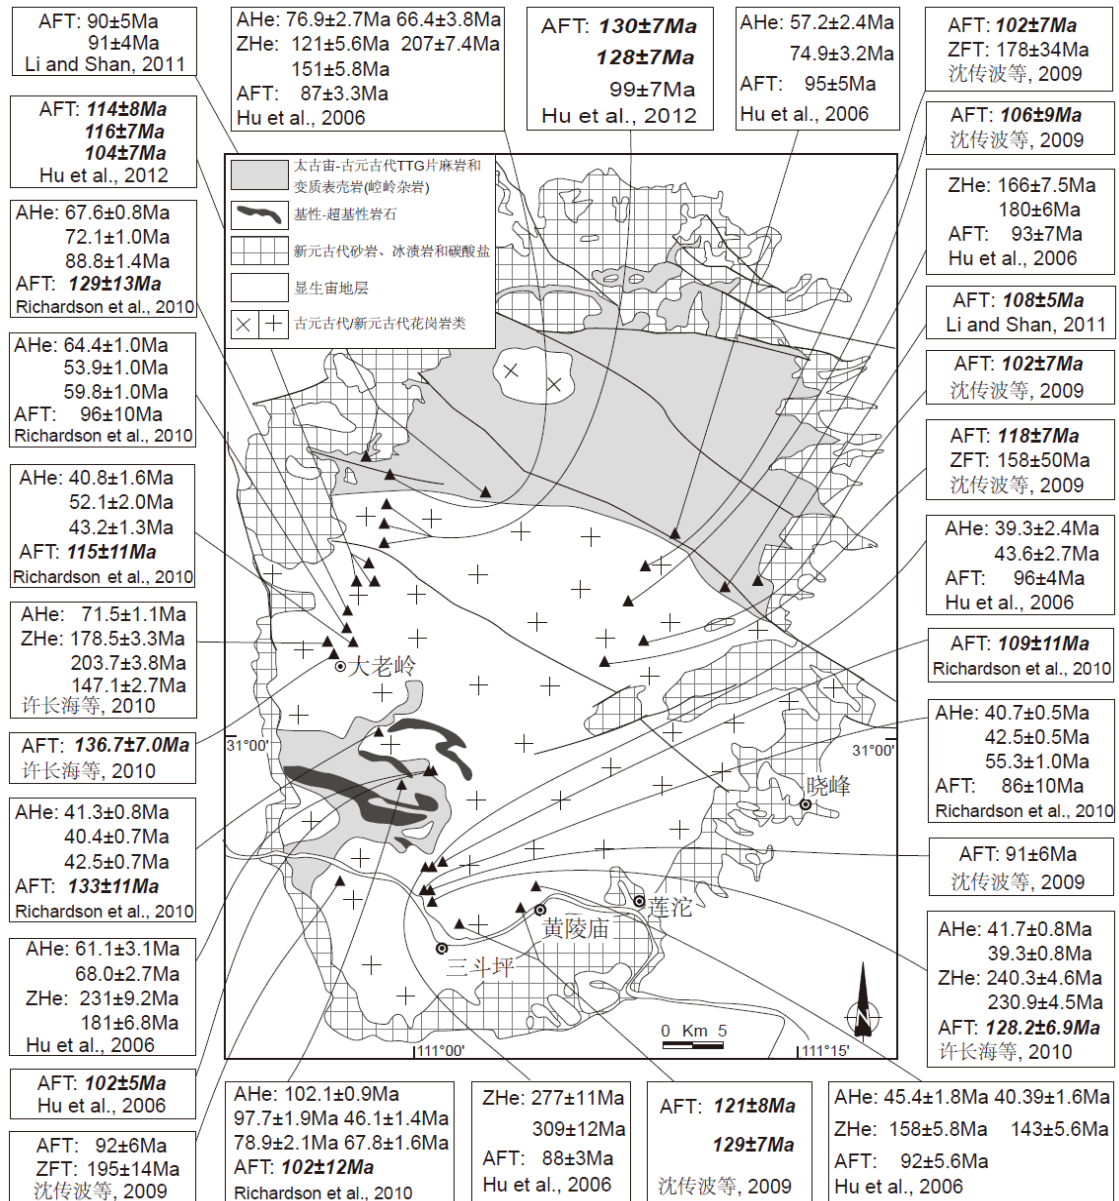 AFT: 90±5Ma
91±4Ma
Li and Shan, 2011
AHe: 76.9±2.7Ma 66.4±3.8Ma
ZHe: 121±5.6Ma 207±7.4Ma
151±5.8Ma
AFT: 87±3.3Ma
Hu et al., 2006
AFT: 130±7Ma
128±7Ma
99±7Ma
Hu et al., 2012
AHe: 57.2±2.4Ma
74.9±3.2Ma
AFT: 95±5Ma
Hu et al., 2006
AFT: 102±7Ma
ZFT: 178±34Ma
沈传波等, 2009
AFT: 114±8Ma
116±7Ma
104±7Ma
Hu et al., 2012
AFT: 106±9Ma
沈传波等, 2009
太古宙-古元古代TTG片麻岩和
变质表壳岩(崆岭杂岩)
基性-超基性岩石
新元古代砂岩、冰渍岩和碳酸盐
显生宙地层
古元古代/新元古代花岗岩类
ZHe: 166±7.5Ma
180±6Ma
AFT: 93±7Ma
Hu et al., 2006
AHe: 67.6±0.8Ma
72.1±1.0Ma
88.8±1.4Ma
AFT: 129±13Ma
Richardson et al., 2010
AFT: 108±5Ma
Li and Shan, 2011
AHe: 64.4±1.0Ma
53.9±1.0Ma
59.8±1.0Ma
AFT: 96±10Ma
Richardson et al., 2010
AFT: 102±7Ma
沈传波等, 2009
AFT: 118±7Ma
ZFT: 158±50Ma
沈传波等, 2009
AHe: 40.8±1.6Ma
52.1±2.0Ma
43.2±1.3Ma
AFT: 115±11Ma
Richardson et al., 2010
AHe: 39.3±2.4Ma
43.6±2.7Ma
AFT: 96±4Ma
Hu et al., 2006
AHe: 71.5±1.1Ma
ZHe: 178.5±3.3Ma
203.7±3.8Ma
147.1±2.7Ma
许长海等, 2010
AFT: 109±11Ma
Richardson et al., 2010
大老岭
AFT: 136.7±7.0Ma
许长海等, 2010
31°00'
31°00'
AHe: 40.7±0.5Ma
42.5±0.5Ma
55.3±1.0Ma
AFT: 86±10Ma
Richardson et al., 2010
晓峰
AHe: 41.3±0.8Ma
40.4±0.7Ma
42.5±0.7Ma
AFT: 133±11Ma
Richardson et al., 2010
AFT: 91±6Ma
沈传波等, 2009
莲沱
黄陵庙
三斗坪
AHe: 61.1±3.1Ma
68.0±2.7Ma
ZHe: 231±9.2Ma
181±6.8Ma
Hu et al., 2006
AHe: 41.7±0.8Ma
39.3±0.8Ma
ZHe: 240.3±4.6Ma
230.9±4.5Ma
AFT: 128.2±6.9Ma
许长海等, 2010
N
0 Km 5
111°00'
111°15'
AFT: 102±5Ma
Hu et al., 2006
AFT: 92±6Ma
ZFT: 195±14Ma
沈传波等, 2009
AHe: 102.1±0.9Ma
97.7±1.9Ma 46.1±1.4Ma
78.9±2.1Ma 67.8±1.6Ma
AFT: 102±12Ma
Richardson et al., 2010
ZHe: 277±11Ma
309±12Ma
AFT: 88±3Ma
Hu et al., 2006
AFT: 121±8Ma
129±7Ma
沈传波等, 2009
AHe: 45.4±1.8Ma 40.39±1.6Ma
ZHe: 158±5.8Ma 143±5.6Ma
AFT: 92±5.6Ma
Hu et al., 2006